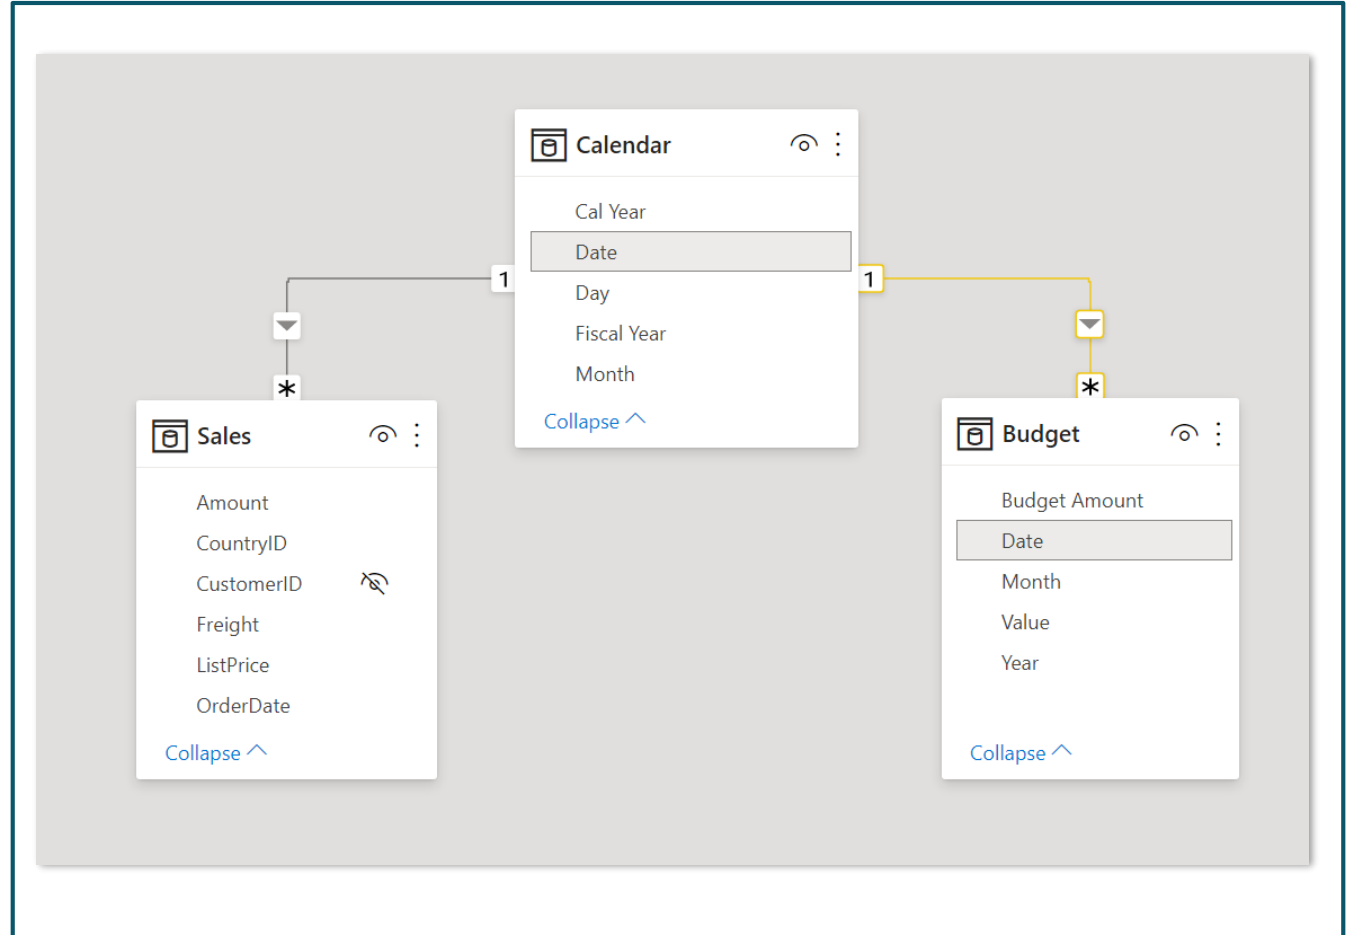 Calendar
Cal Year
Date
Day
Fiscal Year
Month
Collapse
1
1
*
*
Sales
Amount
CountryID
CustomerID
Freight
ListPrice
OrderDate
Collapse
Budget
Budget Amount
Date
Month
Value
Year
Collapse